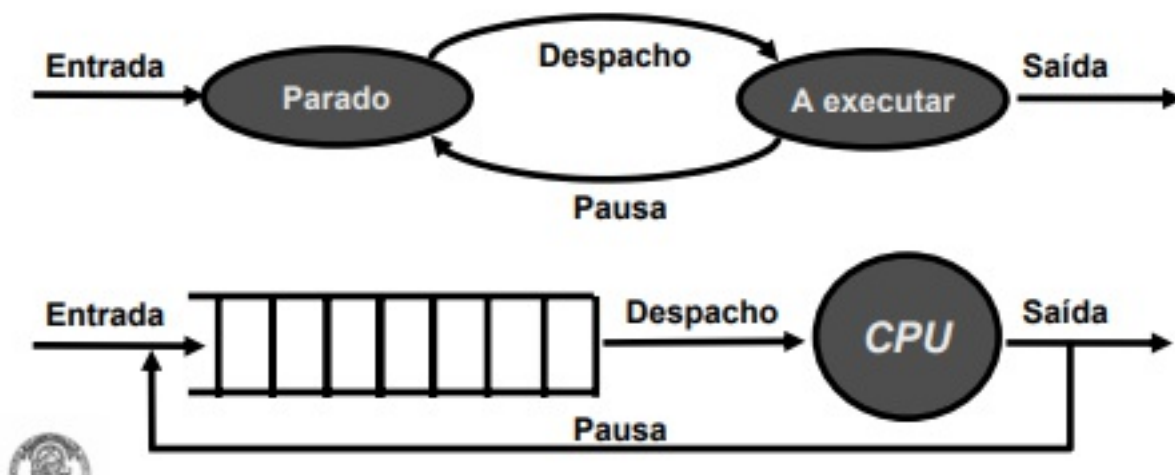 Entrada
Despacho
Saída
Parado
A executar
Pausa
Entrada
Despacho
Saída
CPU
Pausa